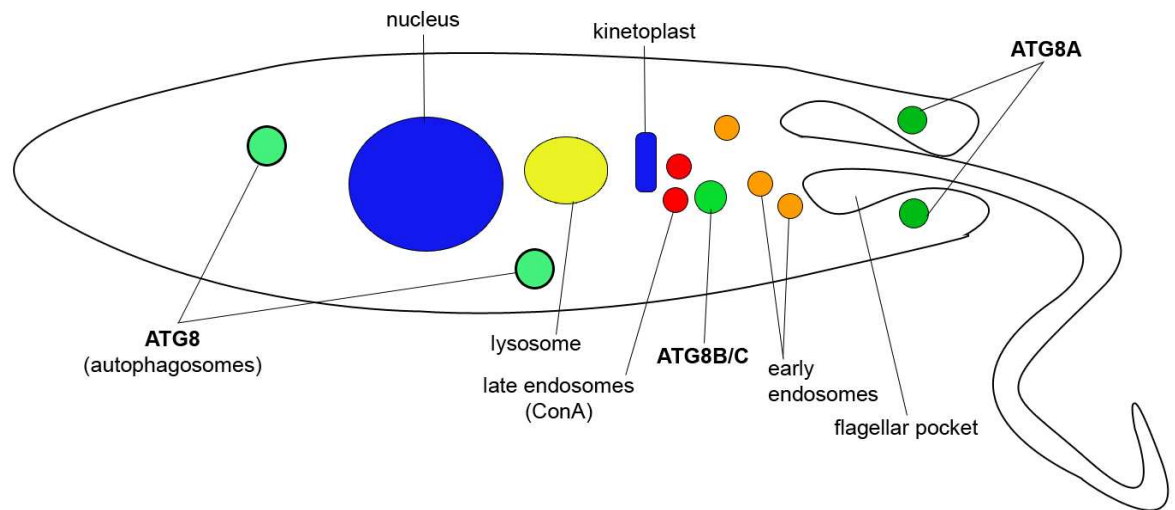 nucleus
kinetoplast
ATG8A
ATG8
(autophagosomes)
lysosome
late endosomes
(ConA)
ATG8B/C
early
endosomes
flagellar pocket